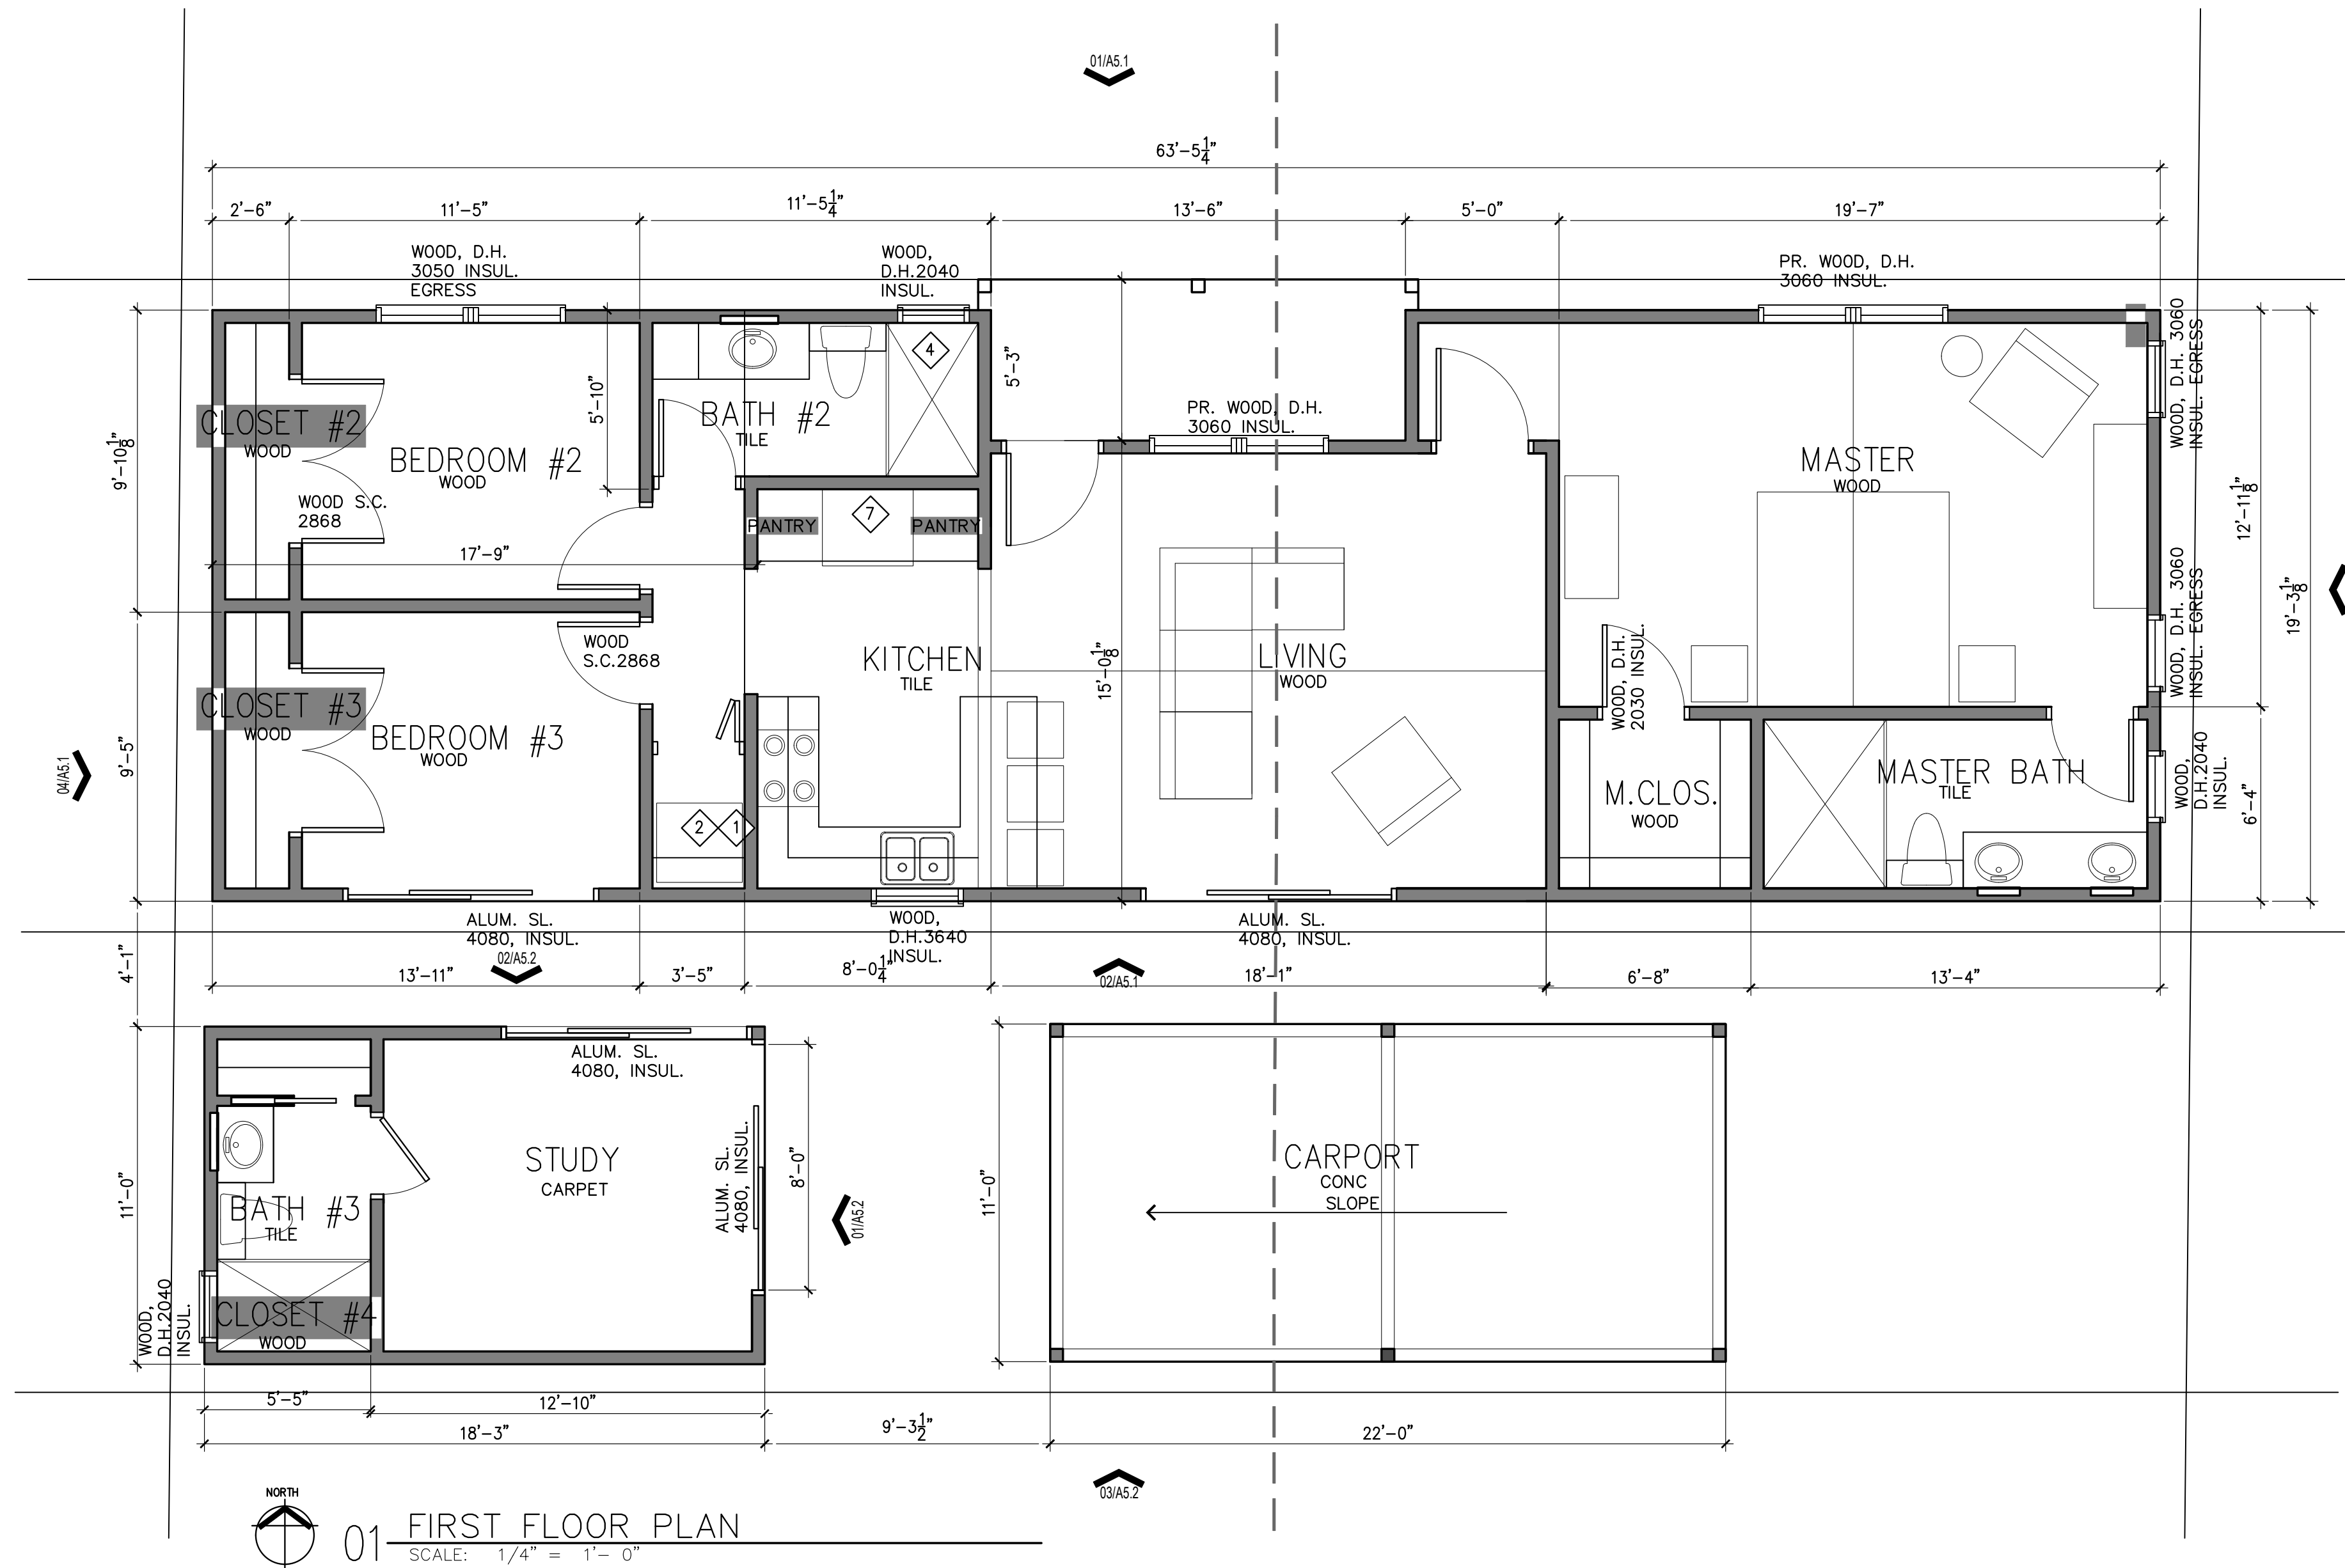 01/A5.1
63'-5 1/4"
2'-6"
11'-5"
11'-5 1/4"
13'-6"
5'-0"
19'-7"
WOOD, D.H.
3050 INSUL.
EGRESS
WOOD,
D.H.2040
INSUL.
PR. WOOD, D.H.
3060 INSUL.
WOOD, D.H. 3060
INSUL. EGRESS
4
5'-3"
5'-10"
CLOSET #2
WOOD
BEDROOM #2
WOOD
BATH #2
TILE
PR. WOOD, D.H.
3060 INSUL.
MASTER
WOOD
9'-10 1/8"
WOOD S.C.
2868
PANTRY
7
PANTRY
12'-11 1/8"
17'-9"
19'-3 1/8"
WOOD, D.H. 3060
INSUL. EGRESS
WOOD
S.C.2868
KITCHEN
TILE
15'-0 1/8"
LIVING
WOOD
WOOD, D.H.
2030 INSUL.
CLOSET #3
WOOD
BEDROOM #3
WOOD
04/A5.1
9'-5"
2
1
M.CLOS.
WOOD
MASTER BATH
TILE
WOOD,
D.H.2040
INSUL.
6'-4"
ALUM. SL.
4080, INSUL.
WOOD,
D.H.3640
INSUL.
ALUM. SL.
4080, INSUL.
4'-1"
02/A5.2
02/A5.1
13'-11"
3'-5"
8'-0 1/4"
18'-1"
6'-8"
13'-4"
ALUM. SL.
4080, INSUL.
ALUM. SL.
4080, INSUL.
8'-0"
11'-0"
STUDY
CARPET
BATH #3
TILE
01/A5.2
11'-0"
CARPORT
CONC
SLOPE
WOOD,
D.H.2040
INSUL.
CLOSET #4
WOOD
5'-5"
12'-10"
18'-3"
9'-3 1/2"
22'-0"
03/A5.2
NORTH
01 FIRST FLOOR PLAN
SCALE: 1/4" = 1'- 0"